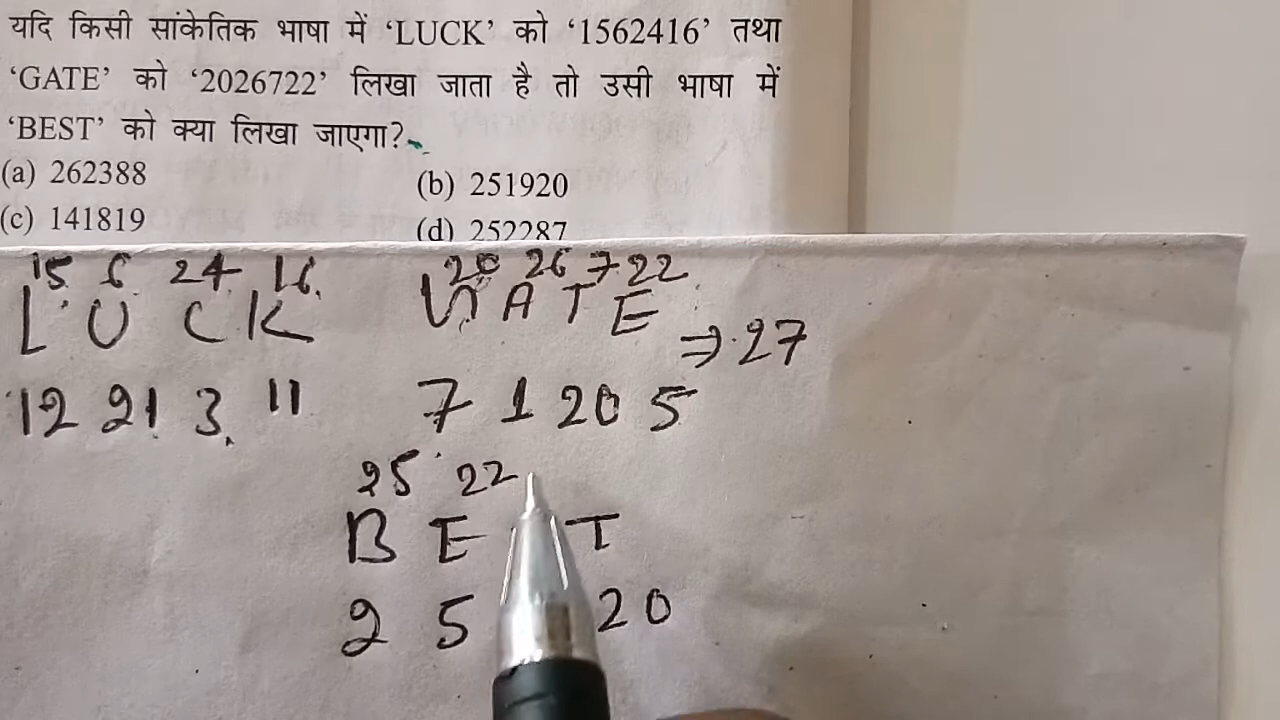 यदि किसी सांकेतिक भाषा में ‘LUCK’ को ‘1562416’ तथा
‘GATE’ को ‘2026722’ लिखा जाता है तो उसी भाषा में
‘BEST’ को क्या लिखा जाएगा?
(a) 262388
(b) 251920
(c) 141819
(d) 252287
15 6 24 16
L U C K
12 21 3 11
20 26 7 22
G A T E
⇒ 27
7 1 20 5
25 22
B E T
2 5 20